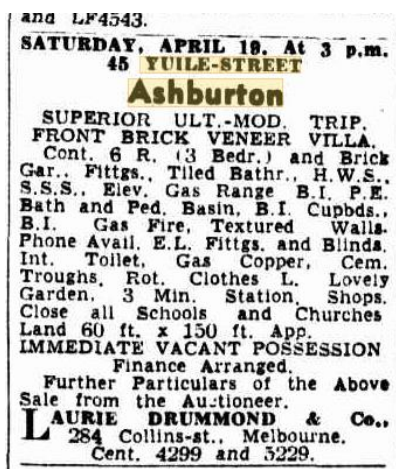 and LF4543.
SATURDAY, APRIL 19. At 3 p.m.
45 YUILE-STREET
Ashburton
SUPERIOR ULT.-MOD. TRIP.
FRONT BRICK VENEER VILLA.
Cont. 6 R. (3 Bedr.) and Brick
Gar., Fittgs., Tiled Bathr., H.W.S.,
S.S.S., Elev. Gas Range B.I. P.E.
Bath and Ped. Basin, B.I. Cupbds.,
B.I. Gas Fire, Textured Walls.
Phone Avail. E.L. Fittgs. and Blinds.
Int. Toilet, Gas Copper, Cem.
Troughs, Rot. Clothes L. Lovely
Garden, 3 Min. Station, Shops.
Close all Schools and Churches
Land 60 ft. x 150 ft. App.
IMMEDIATE VACANT POSSESSION
Finance Arranged.
Further Particulars of the Above
Sale from the Auctioneer.
LAURIE DRUMMOND & Co.,
284 Collins-st., Melbourne.
Cent. 4299 and 5229.